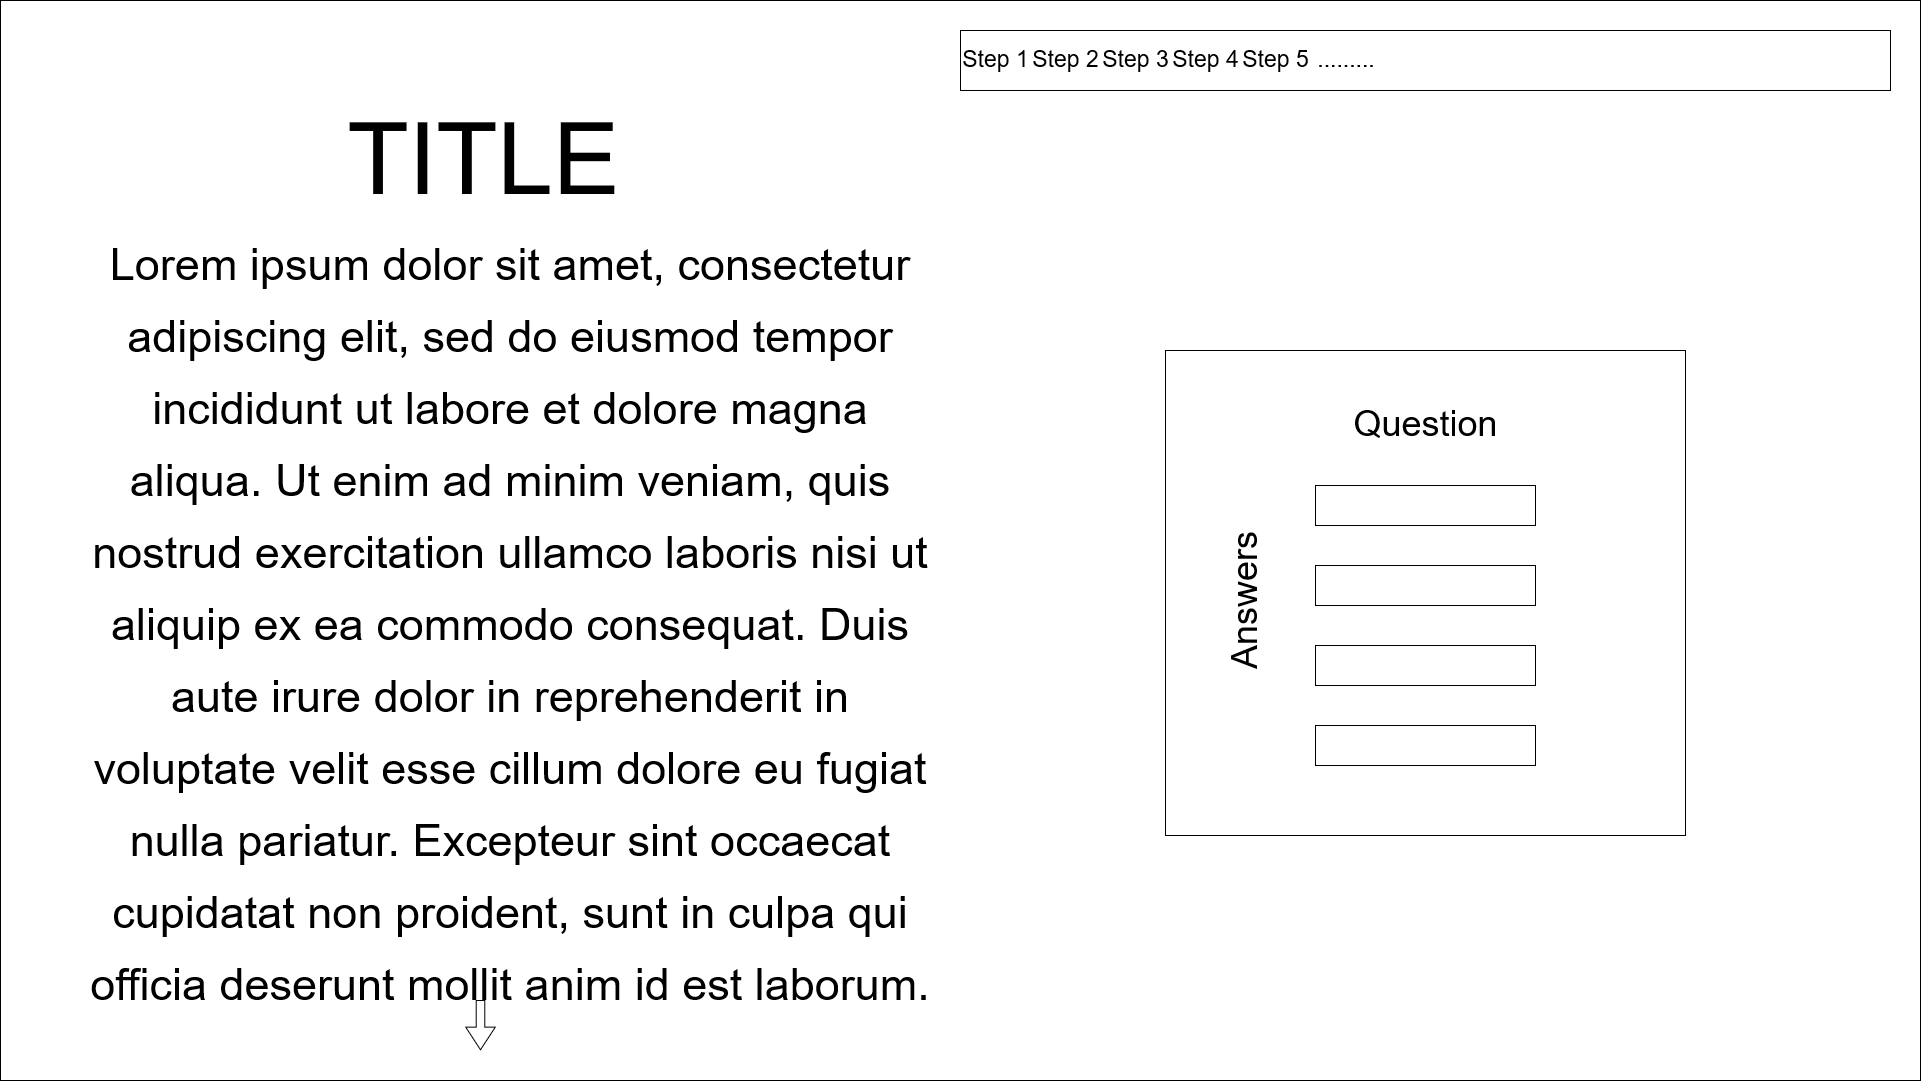 Step 1 Step 2 Step 3 Step 4 Step 5 .........
TITLE
Lorem ipsum dolor sit amet, consectetur
adipiscing elit, sed do eiusmod tempor
incididunt ut labore et dolore magna
aliqua. Ut enim ad minim veniam, quis
nostrud exercitation ullamco laboris nisi ut
aliquip ex ea commodo consequat. Duis
aute irure dolor in reprehenderit in
voluptate velit esse cillum dolore eu fugiat
nulla pariatur. Excepteur sint occaecat
cupidatat non proident, sunt in culpa qui
officia deserunt mollit anim id est laborum.
Question
Answers